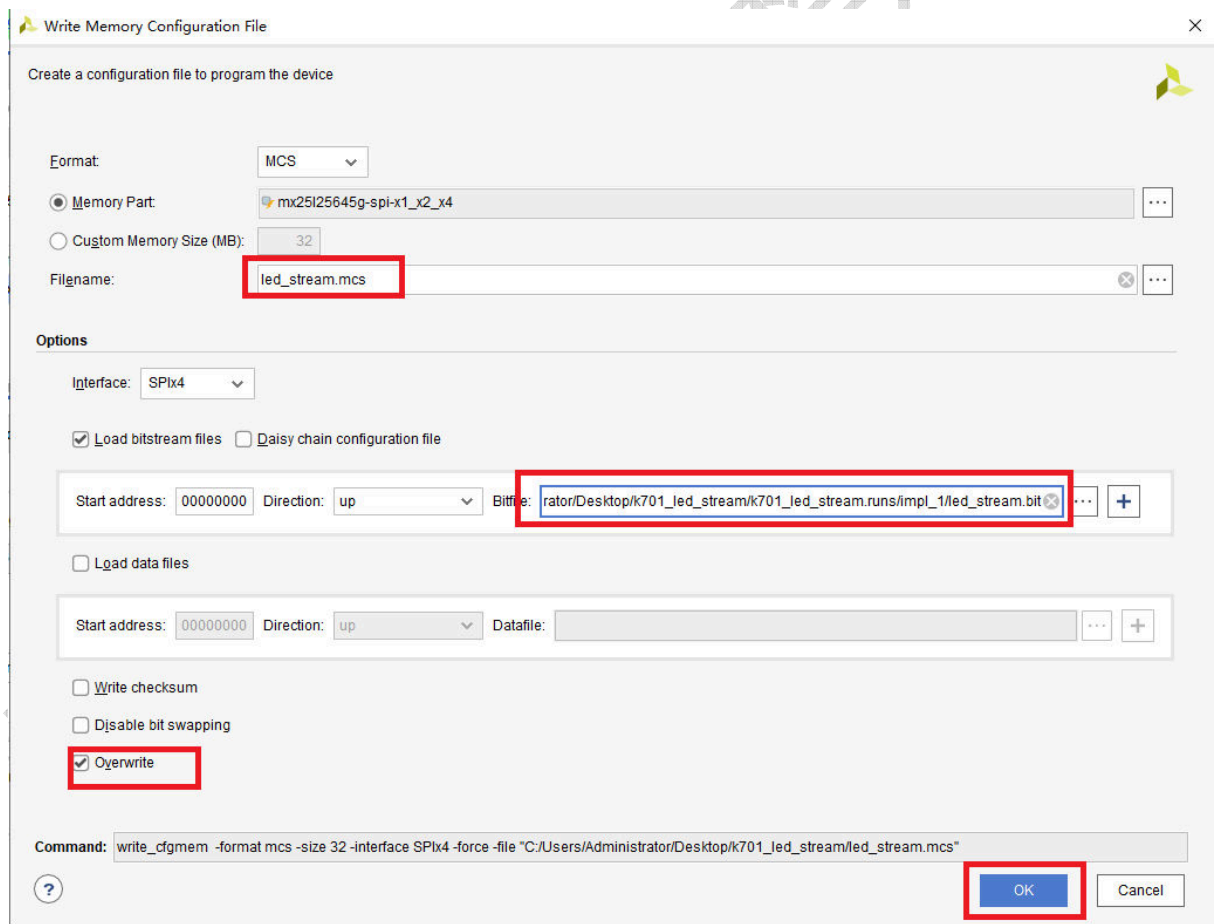 Write Memory Configuration File
Create a configuration file to program the device
Format: MCS
Memory Part: mx25l25645g-spi-x1_x2_x4 ...
Custom Memory Size (MB): 32
Filename: led_stream.mcs ...
Options
Interface: SPIx4
Load bitstream files Daisy chain configuration file
Start address: 00000000 Direction: up Bitfile: rator/Desktop/k701_led_stream/k701_led_stream.runs/impl_1/led_stream.bit ... +
Load data files
Start address: 00000000 Direction: up Datafile: ... +
Write checksum
Disable bit swapping
Overwrite
Command: write_cfgmem -format mcs -size 32 -interface SPIx4 -force -file "C:/Users/Administrator/Desktop/k701_led_stream/led_stream.mcs"
? OK Cancel